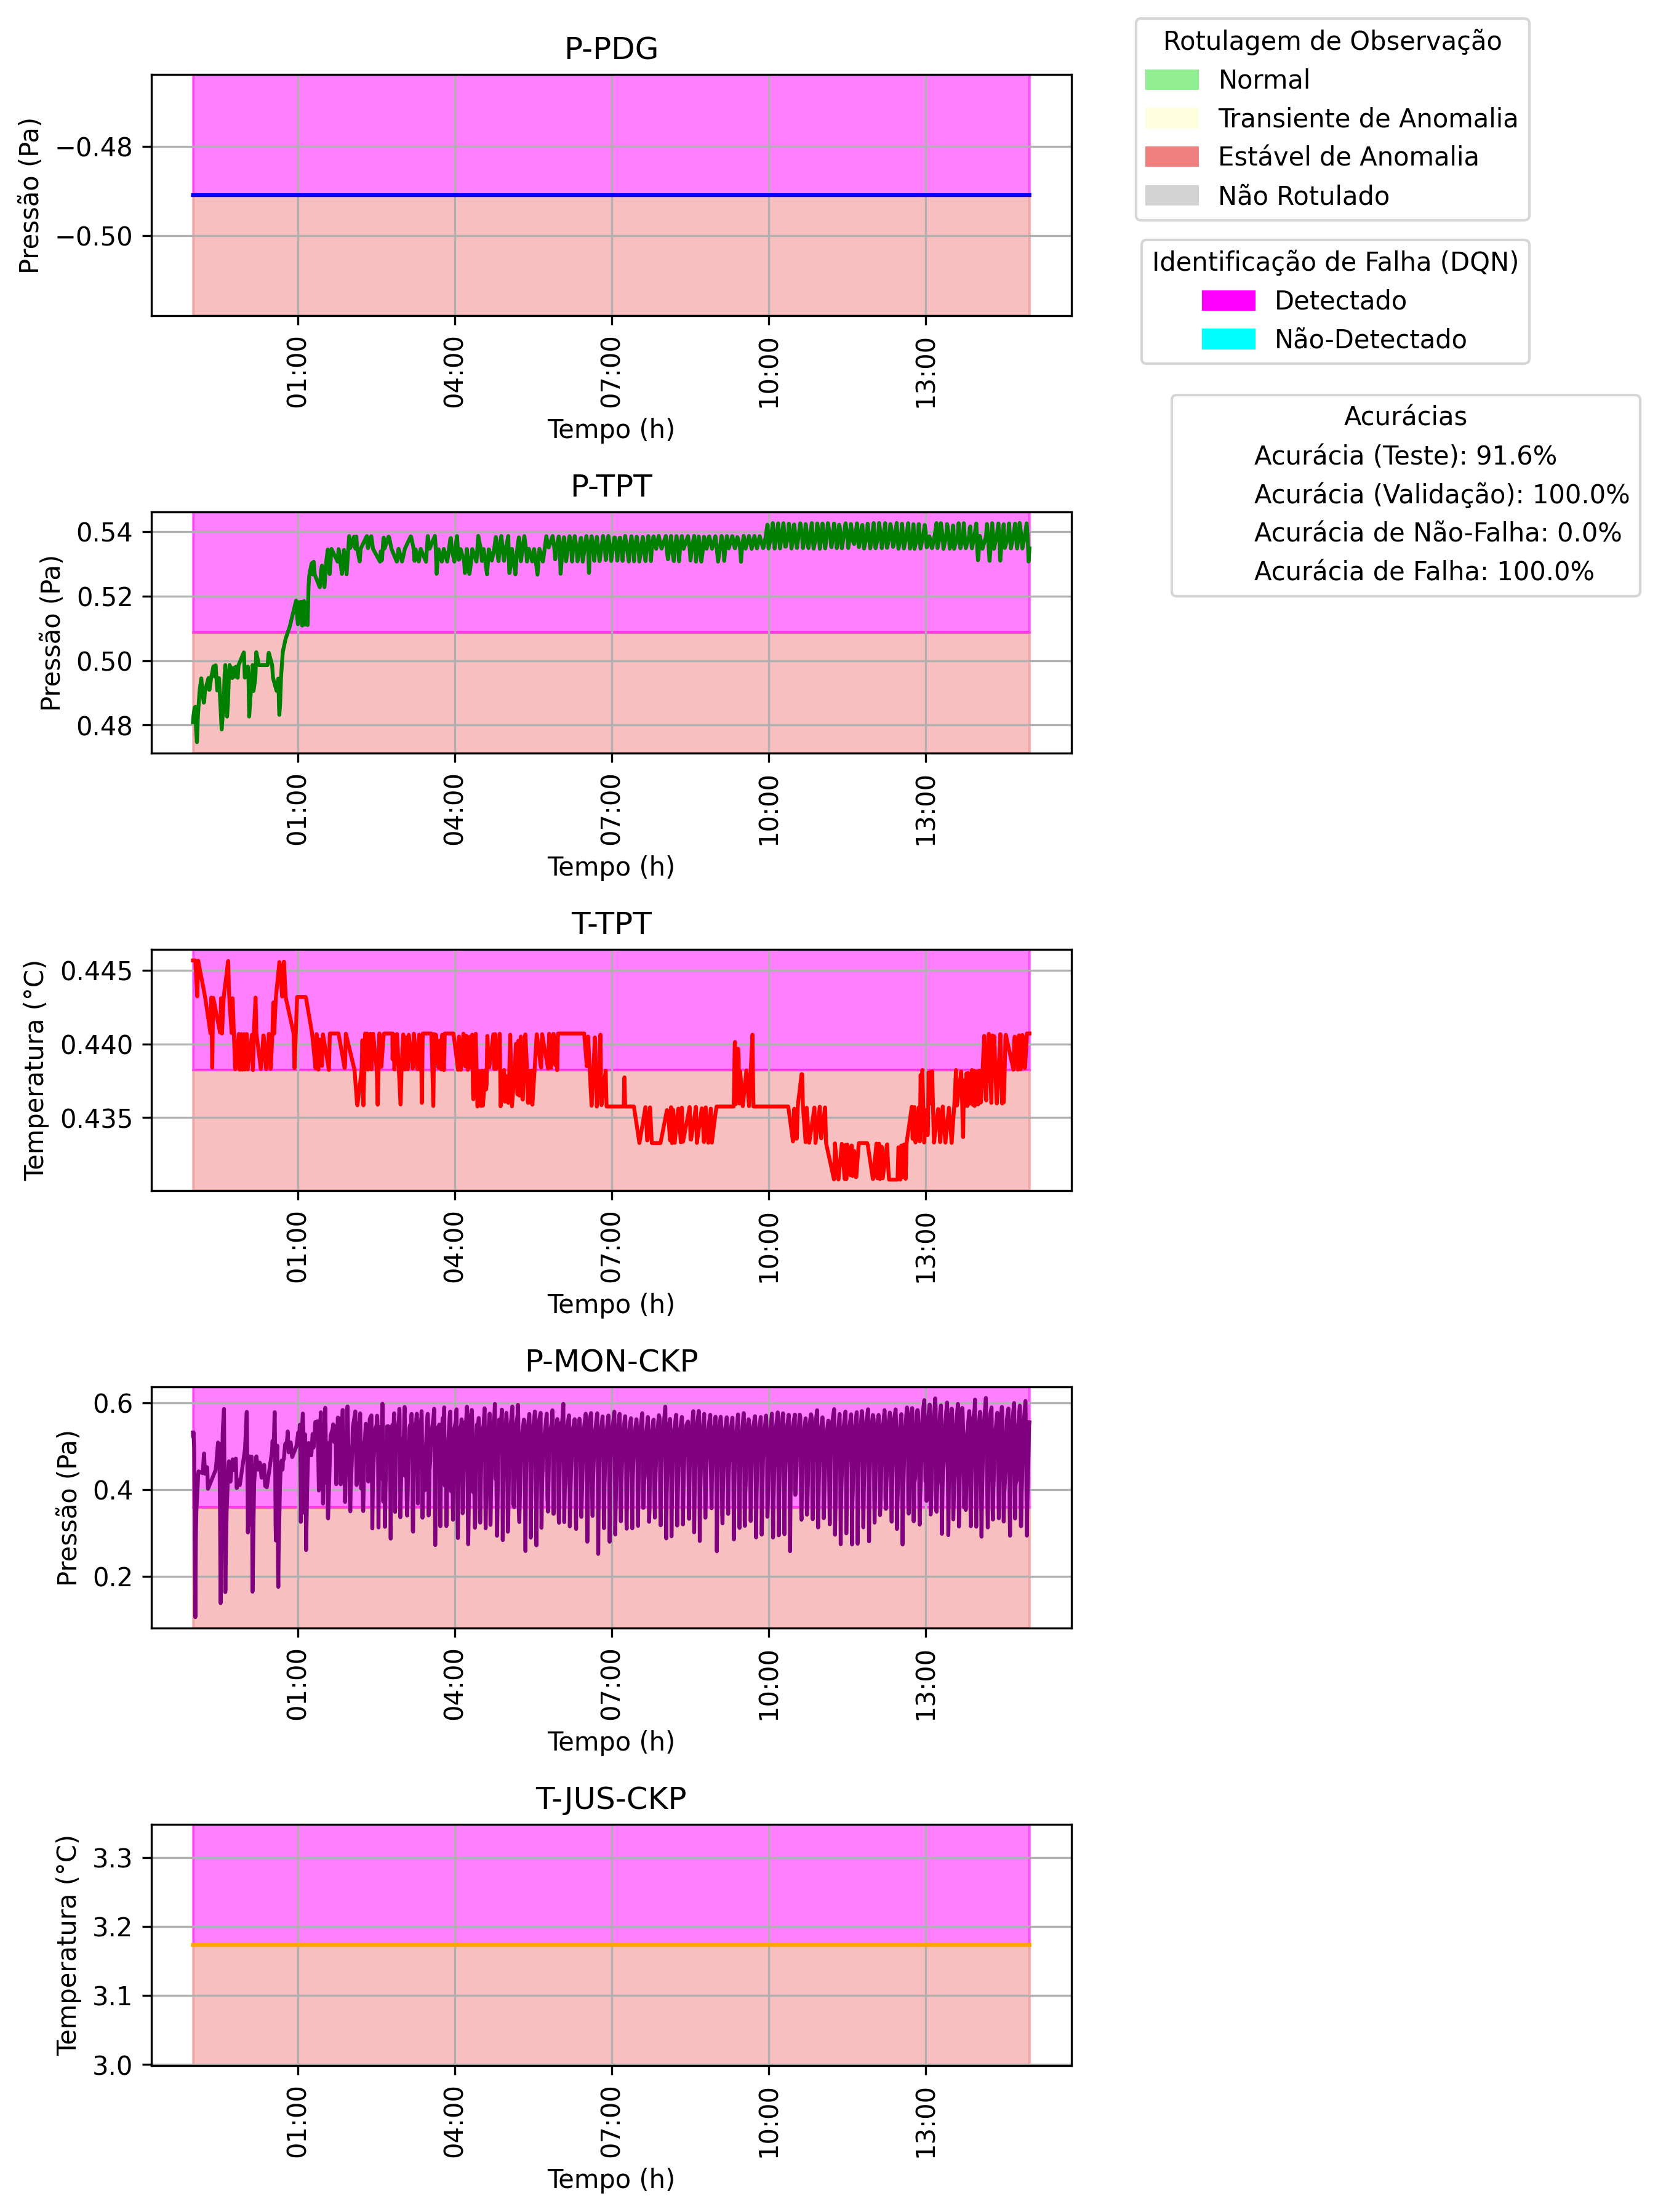 P-PDG
Pressão (Pa)
−0.48
−0.50
01:00
04:00
07:00
10:00
13:00
Tempo (h)
Rotulagem de Observação
Normal
Transiente de Anomalia
Estável de Anomalia
Não Rotulado
Identificação de Falha (DQN)
Detectado
Não-Detectado
Acurácias
Acurácia (Teste): 91.6%
Acurácia (Validação): 100.0%
Acurácia de Não-Falha: 0.0%
Acurácia de Falha: 100.0%
P-TPT
Pressão (Pa)
0.54
0.52
0.50
0.48
01:00
04:00
07:00
10:00
13:00
Tempo (h)
T-TPT
Temperatura (°C)
0.445
0.440
0.435
01:00
04:00
07:00
10:00
13:00
Tempo (h)
P-MON-CKP
Pressão (Pa)
0.6
0.4
0.2
01:00
04:00
07:00
10:00
13:00
Tempo (h)
T-JUS-CKP
Temperatura (°C)
3.3
3.2
3.1
3.0
01:00
04:00
07:00
10:00
13:00
Tempo (h)